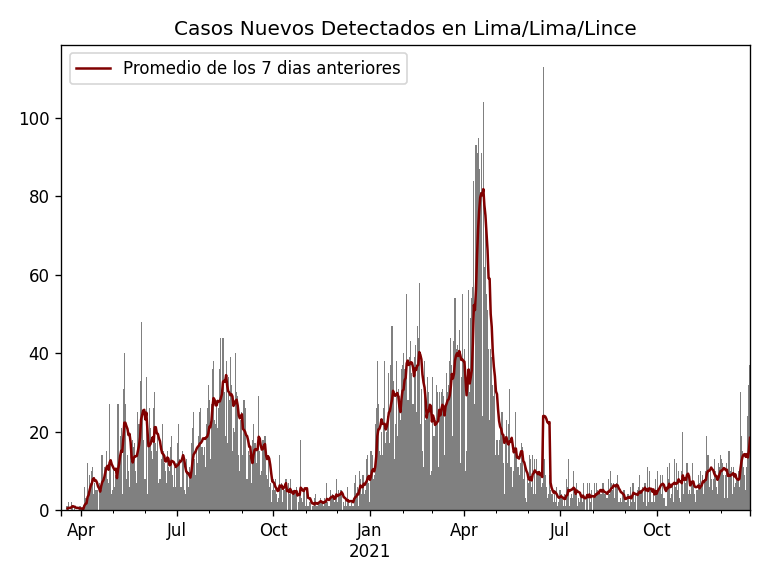 Casos Nuevos Detectados en Lima/Lima/Lince
Promedio de los 7 dias anteriores
100
80
60
40
20
0
Apr Jul Oct Jan Apr Jul Oct
2021